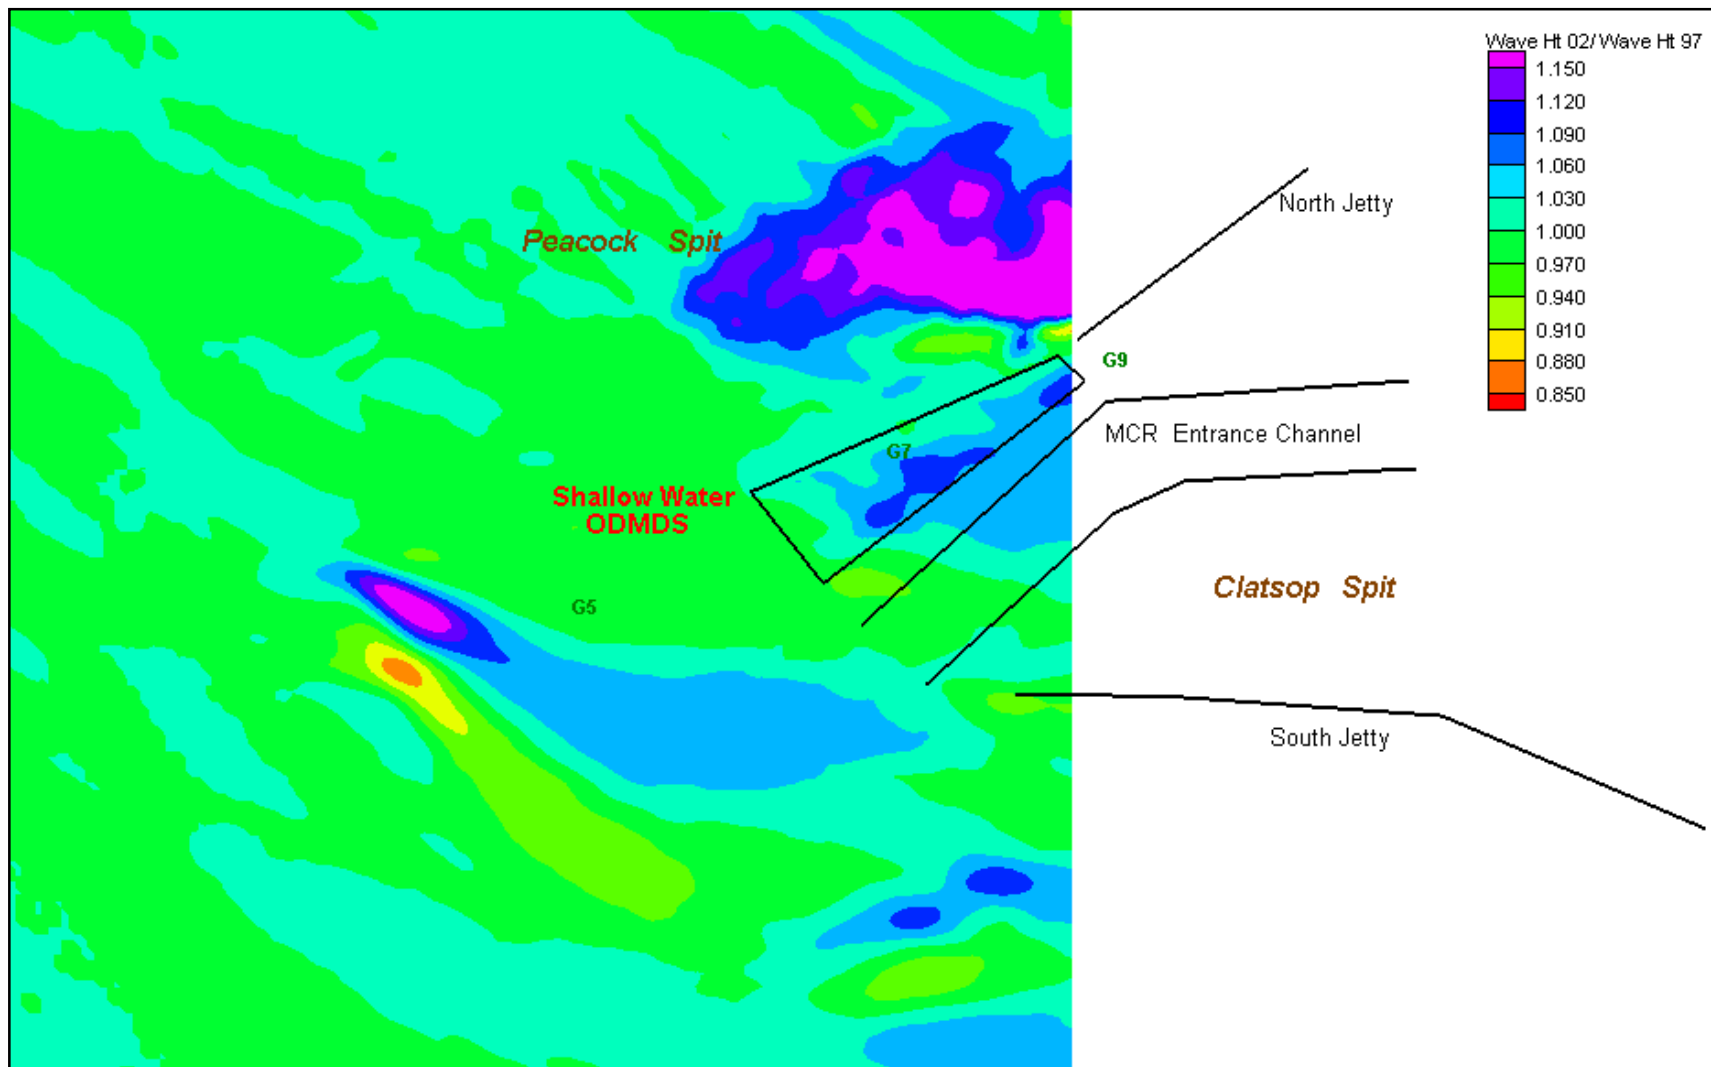 Wave Ht 02/Wave Ht 97
1.150
1.120
1.090
1.060
1.030
1.000
0.970
0.940
0.910
0.880
0.850
North Jetty
Peacock Spit
G9
MCR Entrance Channel
G7
Shallow Water
ODMDS
Clatsop Spit
G5
South Jetty